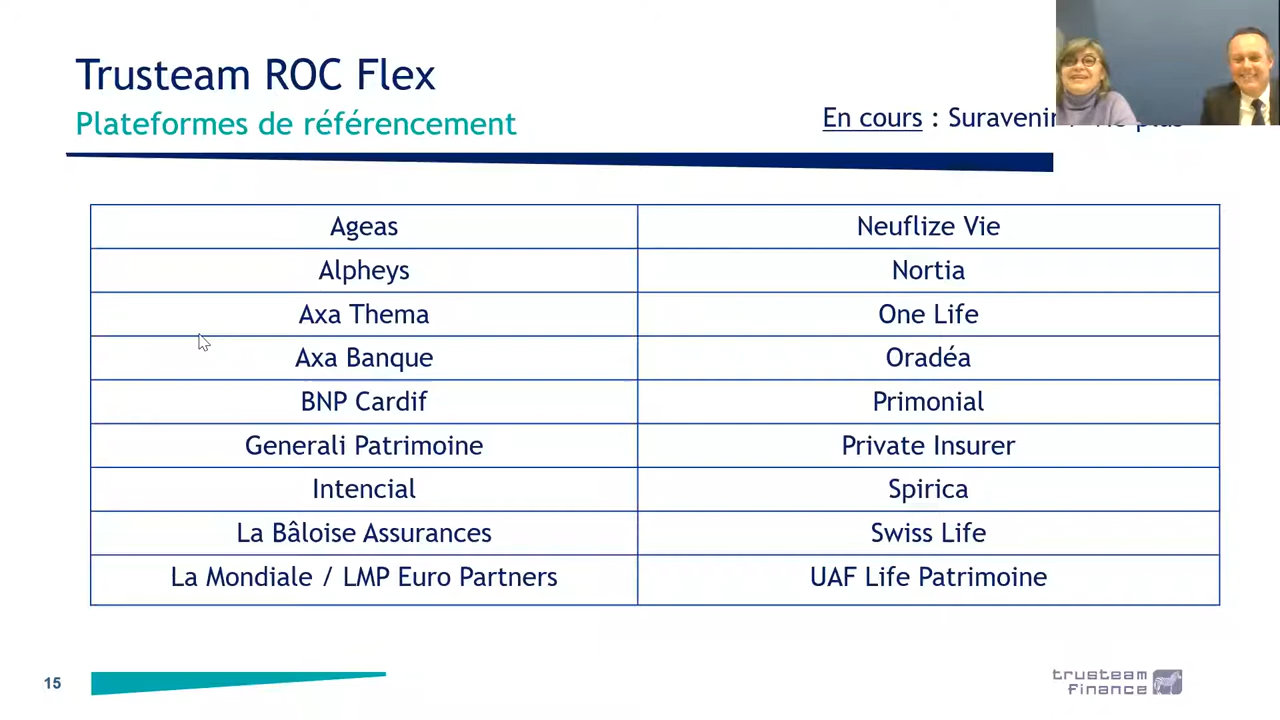 Trusteam ROC Flex
Plateformes de référencement
En cours : Suravenir
Ageas
Neuflize Vie
Alpheys
Nortia
Axa Thema
One Life
Axa Banque
Oradéa
BNP Cardif
Primonial
Generali Patrimoine
Private Insurer
Intencial
Spirica
La Bâloise Assurances
Swiss Life
La Mondiale / LMP Euro Partners
UAF Life Patrimoine
15
trusteam
finance